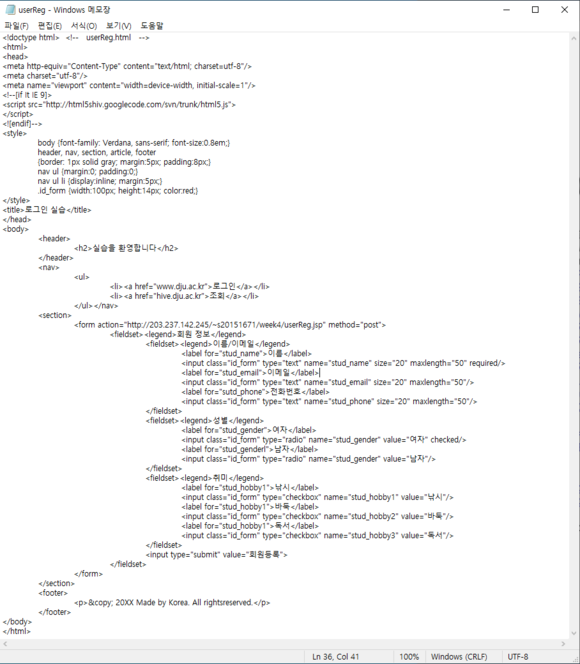 userReg - Windows 메모장
파일(F) 편집(E) 서식(O) 보기(V) 도움말
<!doctype html> <!-- userReg.html -->
<html>
<head>
<meta http-equiv="Content-Type" content="text/html; charset=utf-8"/>
<meta charset="utf-8"/>
<meta name="viewport" content="width=device-width, initial-scale=1"/>
<!--[if lt IE 9]>
<script src="http://html5shiv.googlecode.com/svn/trunk/html5.js">
</script>
<![endif]-->
<style>
body {font-family: Verdana, sans-serif; font-size:0.8em;}
header, nav, section, article, footer
{border: 1px solid gray; margin:5px; padding:8px;}
nav ul {margin:0; padding:0;}
nav ul li {display:inline; margin:5px;}
.id_form {width:100px; height:14px; color:red;}
</style>
<title>로그인 실습</title>
</head>
<body>
<header>
<h2>실습을 환영합니다</h2>
</header>
<nav>
<ul>
<li><a href="www.dju.ac.kr">로그인</a></li>
<li><a href="hive.dju.ac.kr">조회</a></li>
</ul></nav>
<section>
<form action="http://203.237.142.245/~s20151671/week4/userReg.jsp" method="post">
<fieldset><legend>회원 정보</legend>
<fieldset><legend>이름/이메일</legend>
<label for="stud_name">이름</label>
<input class="id_form" type="text" name="stud_name" size="20" maxlength="50" required/>
<label for="stud_email">이메일</label>
<input class="id_form" type="text" name="stud_email" size="20" maxlength="50"/>
<label for="sutd_phone">전화번호</label>
<input class="id_form" type="text" name="stud_phone" size="20" maxlength="50"/>
</fieldset>
<fieldset><legend>성별</legend>
<label for="stud_gender">여자</label>
<input class="id_form" type="radio" name="stud_gender" value="여자" checked/>
<label for="stud_genderl">남자</label>
<input class="id_form" type="radio" name="stud_gender" value="남자"/>
</fieldset>
<fieldset><legend>취미</legend>
<label for="stud_hobby1">낚시</label>
<input class="id_form" type="checkbox" name="stud_hobby1" value="낚시"/>
<label for="stud_hobby1">바둑</label>
<input class="id_form" type="checkbox" name="stud_hobby2" value="바둑"/>
<label for="stud_hobby1">독서</label>
<input class="id_form" type="checkbox" name="stud_hobby3" value="독서"/>
</fieldset>
<input type="submit" value="회원등록">
</fieldset>
</form>
</section>
<footer>
<p>&copy; 20XX Made by Korea. All rightsreserved.</p>
</footer>
</body>
</html>
Ln 36, Col 41 100% Windows (CRLF) UTF-8